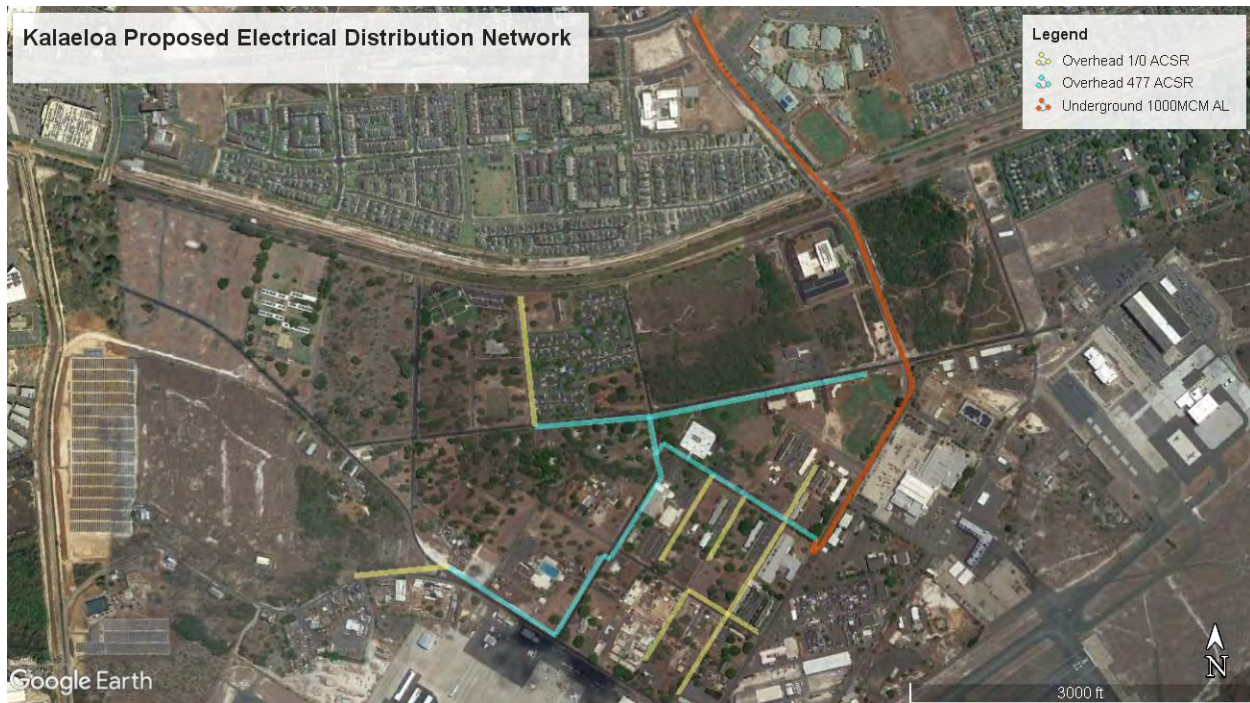 Kalaeloa Proposed Electrical Distribution Network
Legend
Overhead 1/0 ACSR
Overhead 477 ACSR
Underground 1000MCM AL
Google Earth
N
3000 ft